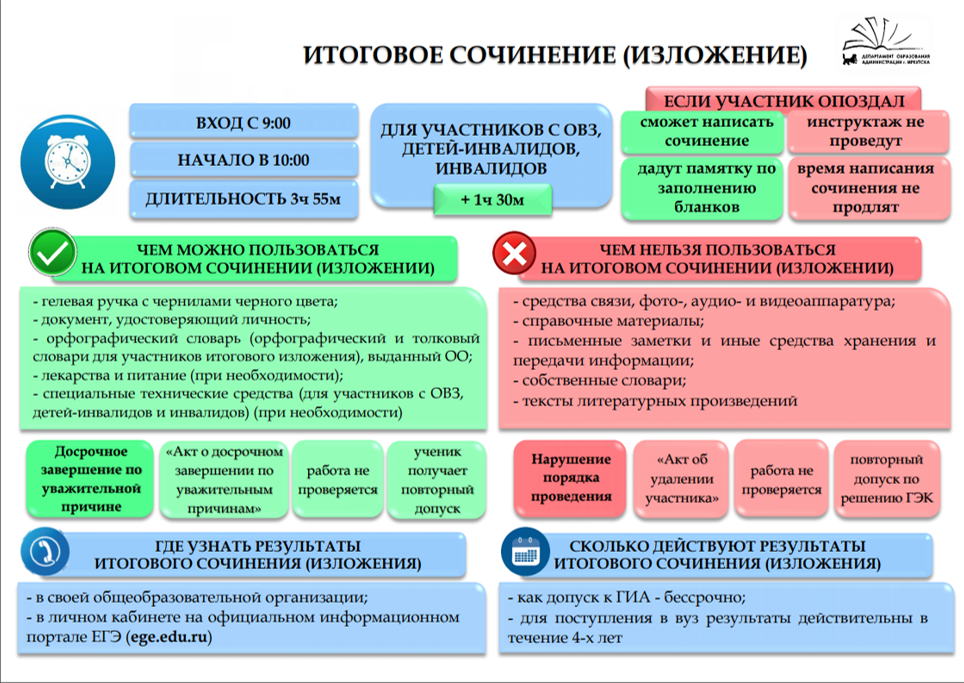 ИТОГОВОЕ СОЧИНЕНИЕ (ИЗЛОЖЕНИЕ)
ДЕПАРТАМЕНТ ОБРАЗОВАНИЯ
АДМИНИСТРАЦИИ г. ИРКУТСКА
ВХОД С 9:00
НАЧАЛО В 10:00
ДЛИТЕЛЬНОСТЬ 3ч 55м
ДЛЯ УЧАСТНИКОВ С ОВЗ,
ДЕТЕЙ-ИНВАЛИДОВ,
ИНВАЛИДОВ
+ 1ч 30м
ЕСЛИ УЧАСТНИК ОПОЗДАЛ
сможет написать
сочинение
инструктаж не
проведут
дадут памятку по
заполнению
бланков
время написания
сочинения не
продлят
ЧЕМ МОЖНО ПОЛЬЗОВАТЬСЯ
НА ИТОГОВОМ СОЧИНЕНИИ (ИЗЛОЖЕНИИ)
- гелевая ручка с чернилами черного цвета;
- документ, удостоверяющий личность;
- орфографический словарь (орфографический и толковый
словари для участников итогового изложения), выданный ОО;
- лекарства и питание (при необходимости);
- специальные технические средства (для участников с ОВЗ,
детей-инвалидов и инвалидов) (при необходимости)
ЧЕМ НЕЛЬЗЯ ПОЛЬЗОВАТЬСЯ
НА ИТОГОВОМ СОЧИНЕНИИ (ИЗЛОЖЕНИИ)
- средства связи, фото-, аудио- и видеоаппаратура;
- справочные материалы;
- письменные заметки и иные средства хранения и
передачи информации;
- собственные словари;
- тексты литературных произведений
Досрочное
завершение по
уважительной
причине
«Акт о досрочном
завершении по
уважительным
причинам»
работа не
проверяется
ученик
получает
повторный
допуск
Нарушение
порядка
проведения
«Акт об
удалении
участника»
работа не
проверяется
повторный
допуск по
решению ГЭК
ГДЕ УЗНАТЬ РЕЗУЛЬТАТЫ
ИТОГОВОГО СОЧИНЕНИЯ (ИЗЛОЖЕНИЯ)
- в своей общеобразовательной организации;
- в личном кабинете на официальном информационном
портале ЕГЭ (ege.edu.ru)
СКОЛЬКО ДЕЙСТВУЮТ РЕЗУЛЬТАТЫ
ИТОГОВОГО СОЧИНЕНИЯ (ИЗЛОЖЕНИЯ)
- как допуск к ГИА - бессрочно;
- для поступления в вуз результаты действительны в
течение 4-х лет